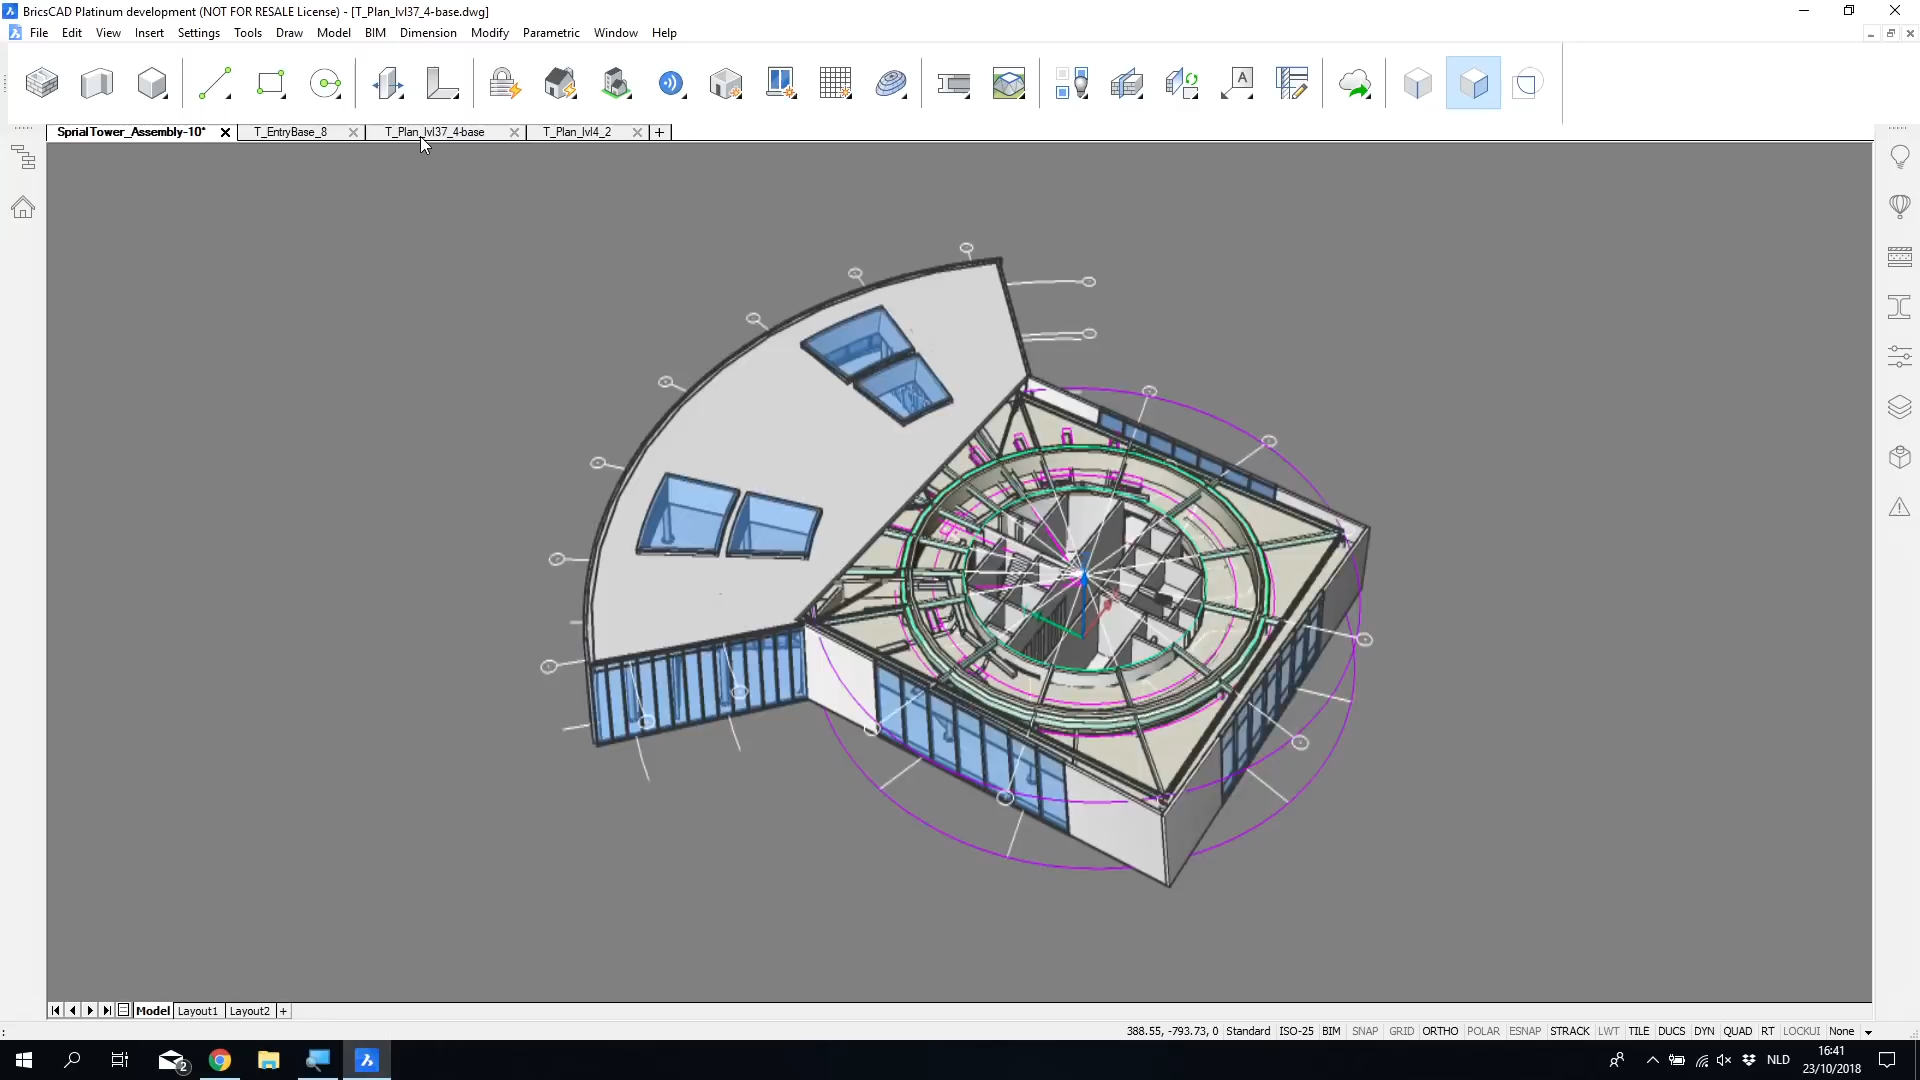 BricsCAD Platinum development (NOT FOR RESALE License) - [T_Plan_lvl37_4-base.dwg]
File Edit View Insert Settings Tools Draw Model BIM Dimension Modify Parametric Window Help
A
SprialTower_Assembly-10* T_EntryBase_8 T_Plan_lvl37_4-base T_Plan_lvl4_2 +
Model Layout1 Layout2 +
: 388.55, -793.73, 0 Standard ISO-25 BIM SNAP GRID ORTHO POLAR ESNAP STRACK LWT TILE DUCS DYN QUAD RT LOCKUI None
2 NLD 16:41
23/10/2018